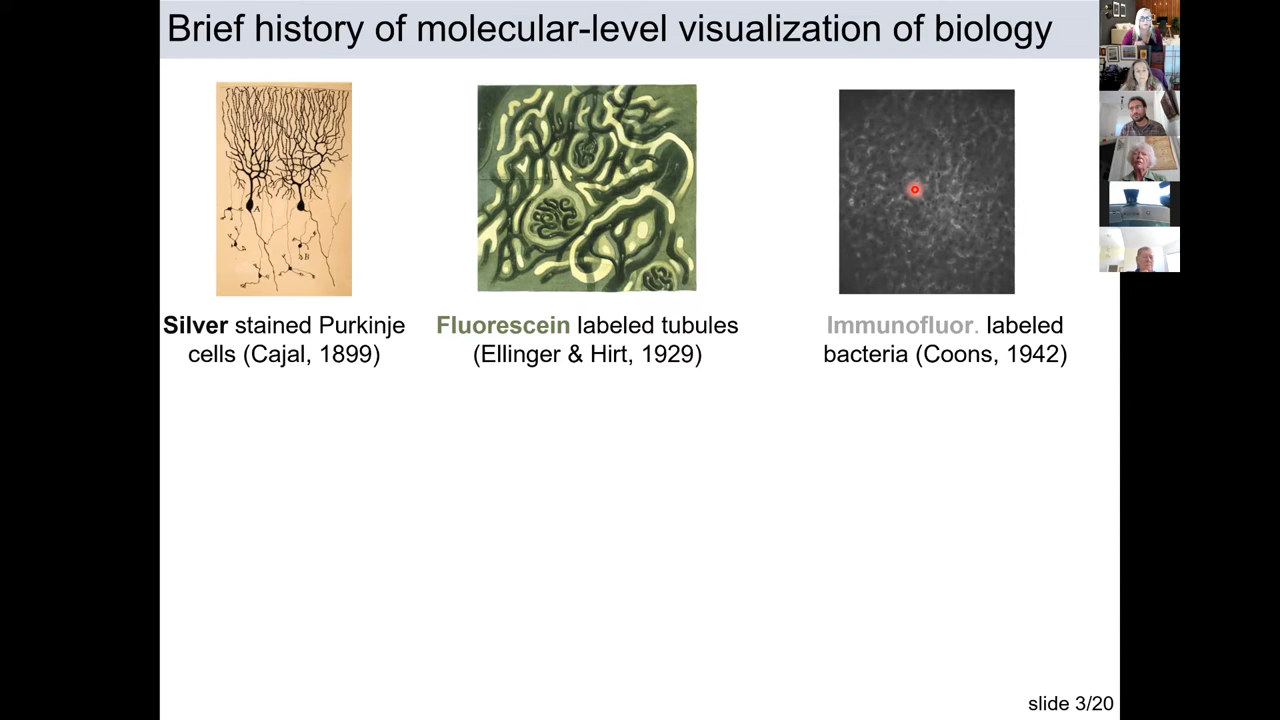 Brief history of molecular-level visualization of biology
A
B
Silver stained Purkinje
cells (Cajal, 1899)
Fluorescein labeled tubules
(Ellinger & Hirt, 1929)
Immunofluor. labeled
bacteria (Coons, 1942)
slide 3/20